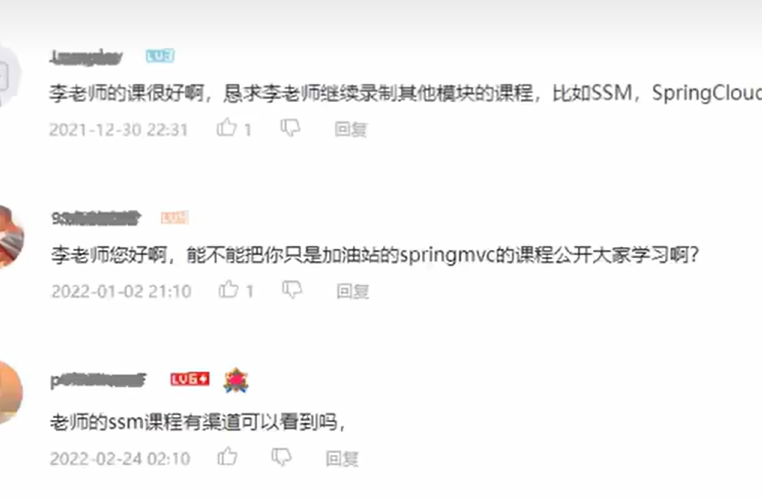 LV3
李老师的课很好啊，恳求李老师继续录制其他模块的课程，比如SSM，SpringCloud
2021-12-30 22:31 1 回复
李老师您好啊，能不能把你只是加油站的springmvc的课程公开大家学习啊？
2022-01-02 21:10 1 回复
LV6
老师的ssm课程有渠道可以看到吗，
2022-02-24 02:10 回复